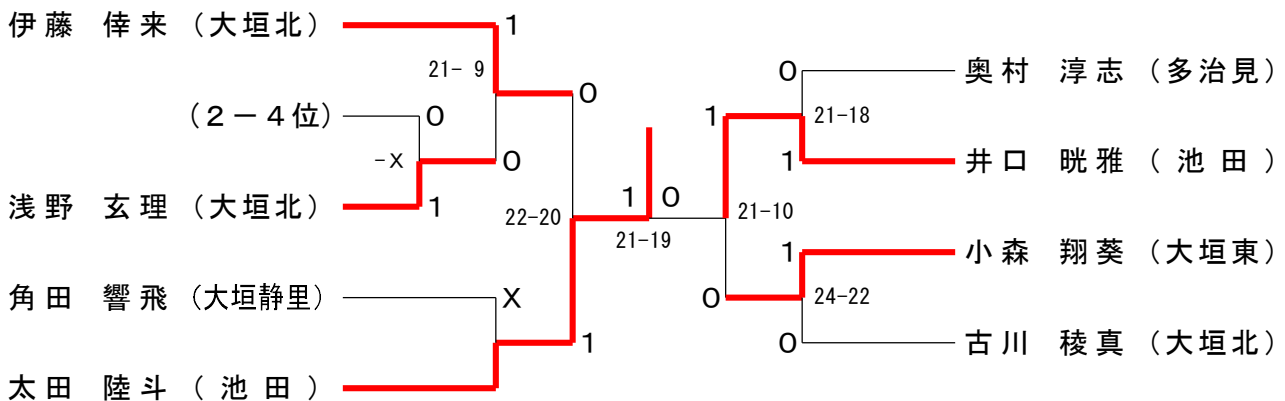 伊藤 倖来 (大垣北)
1
21- 9
0
(2-4位)
0
-X
0
浅野 玄理 (大垣北)
1
22-20
角田 響飛 (大垣静里)
X
1
太田 陸斗 (池田)
1
0
21-19
0
奥村 淳志 (多治見)
21-18
1
1
井口 晄雅 (池田)
21-10
1
小森 翔葵 (大垣東)
0
24-22
0
古川 稜真 (大垣北)